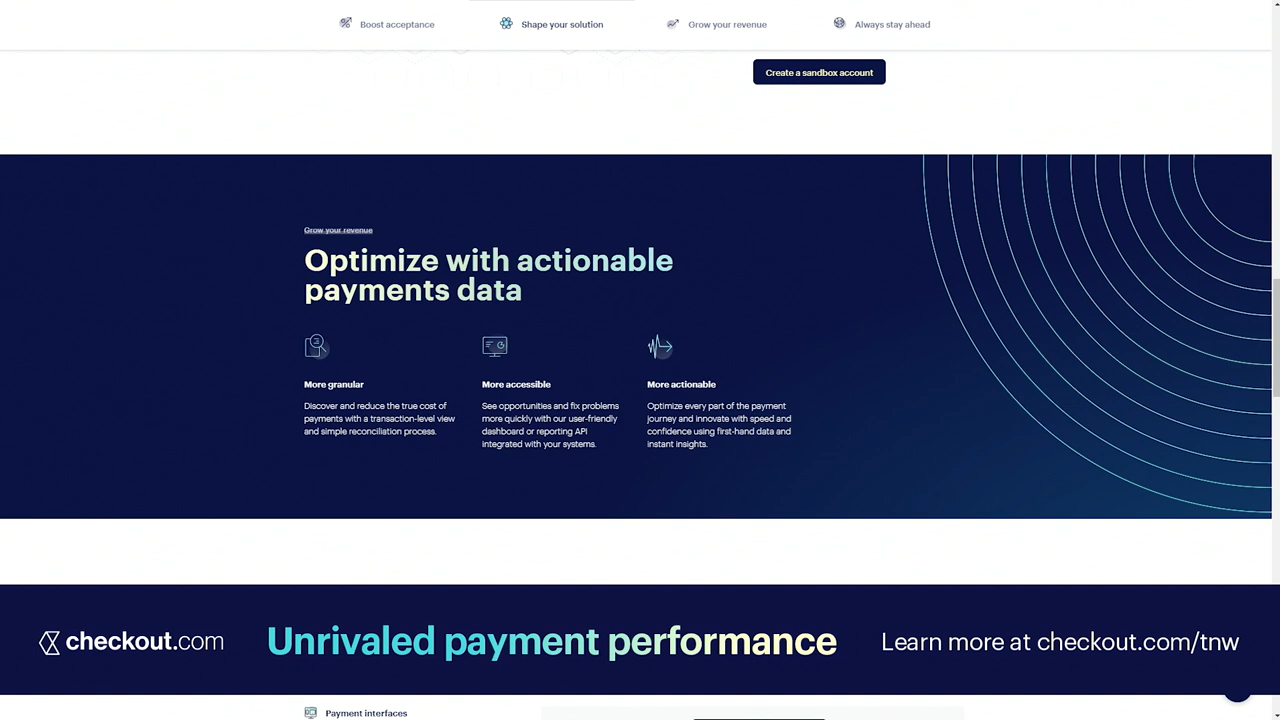 Boost acceptance
Shape your solution
Grow your revenue
Always stay ahead
Create a sandbox account
Grow your revenue
Optimize with actionable
payments data
More granular
Discover and reduce the true cost of
payments with a transaction-level view
and simple reconciliation process.
More accessible
See opportunities and fix problems
more quickly with our user-friendly
dashboard or reporting API
integrated with your systems.
More actionable
Optimize every part of the payment
journey and innovate with speed and
confidence using first-hand data and
instant insights.
checkout.com
Unrivaled payment performance
Learn more at checkout.com/tnw
Payment interfaces